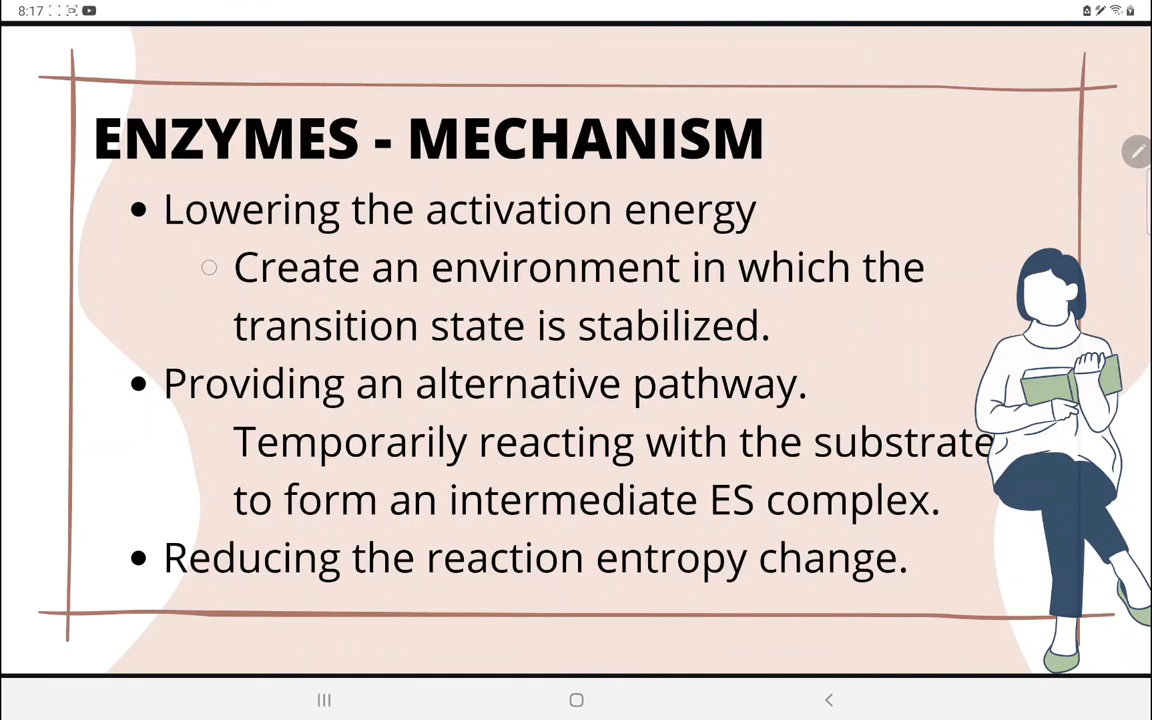 8:17
ENZYMES - MECHANISM
Lowering the activation energy
Create an environment in which the
transition state is stabilized.
Providing an alternative pathway.
Temporarily reacting with the substrate
to form an intermediate ES complex.
Reducing the reaction entropy change.